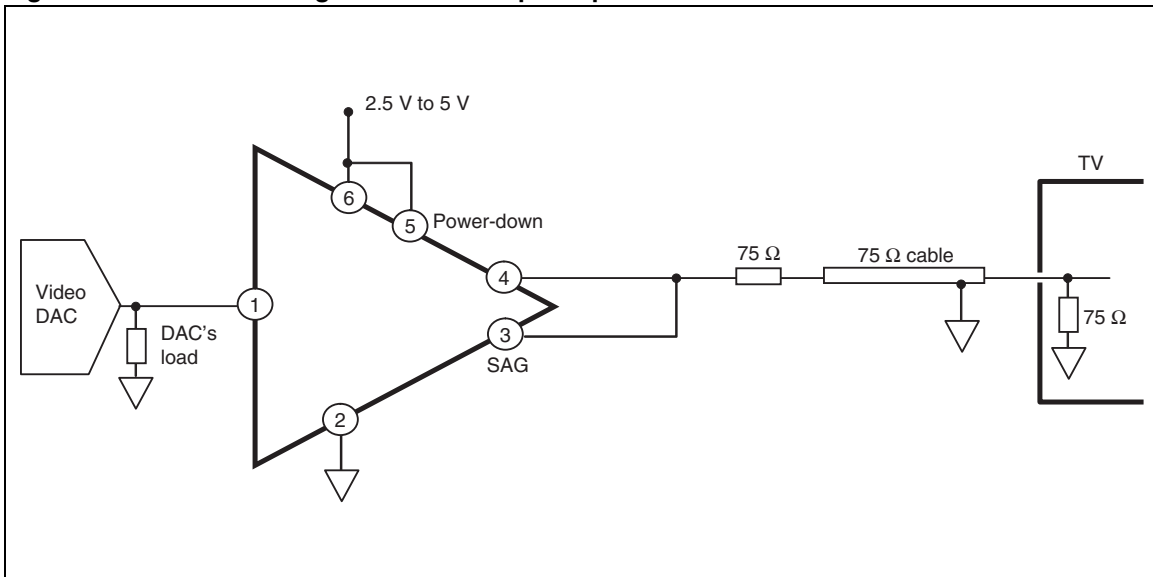 2.5 V to 5 V
TV
6
5
Power-down
4
75 Ω
75 Ω cable
Video
DAC
1
DAC's
load
3
SAG
75 Ω
2